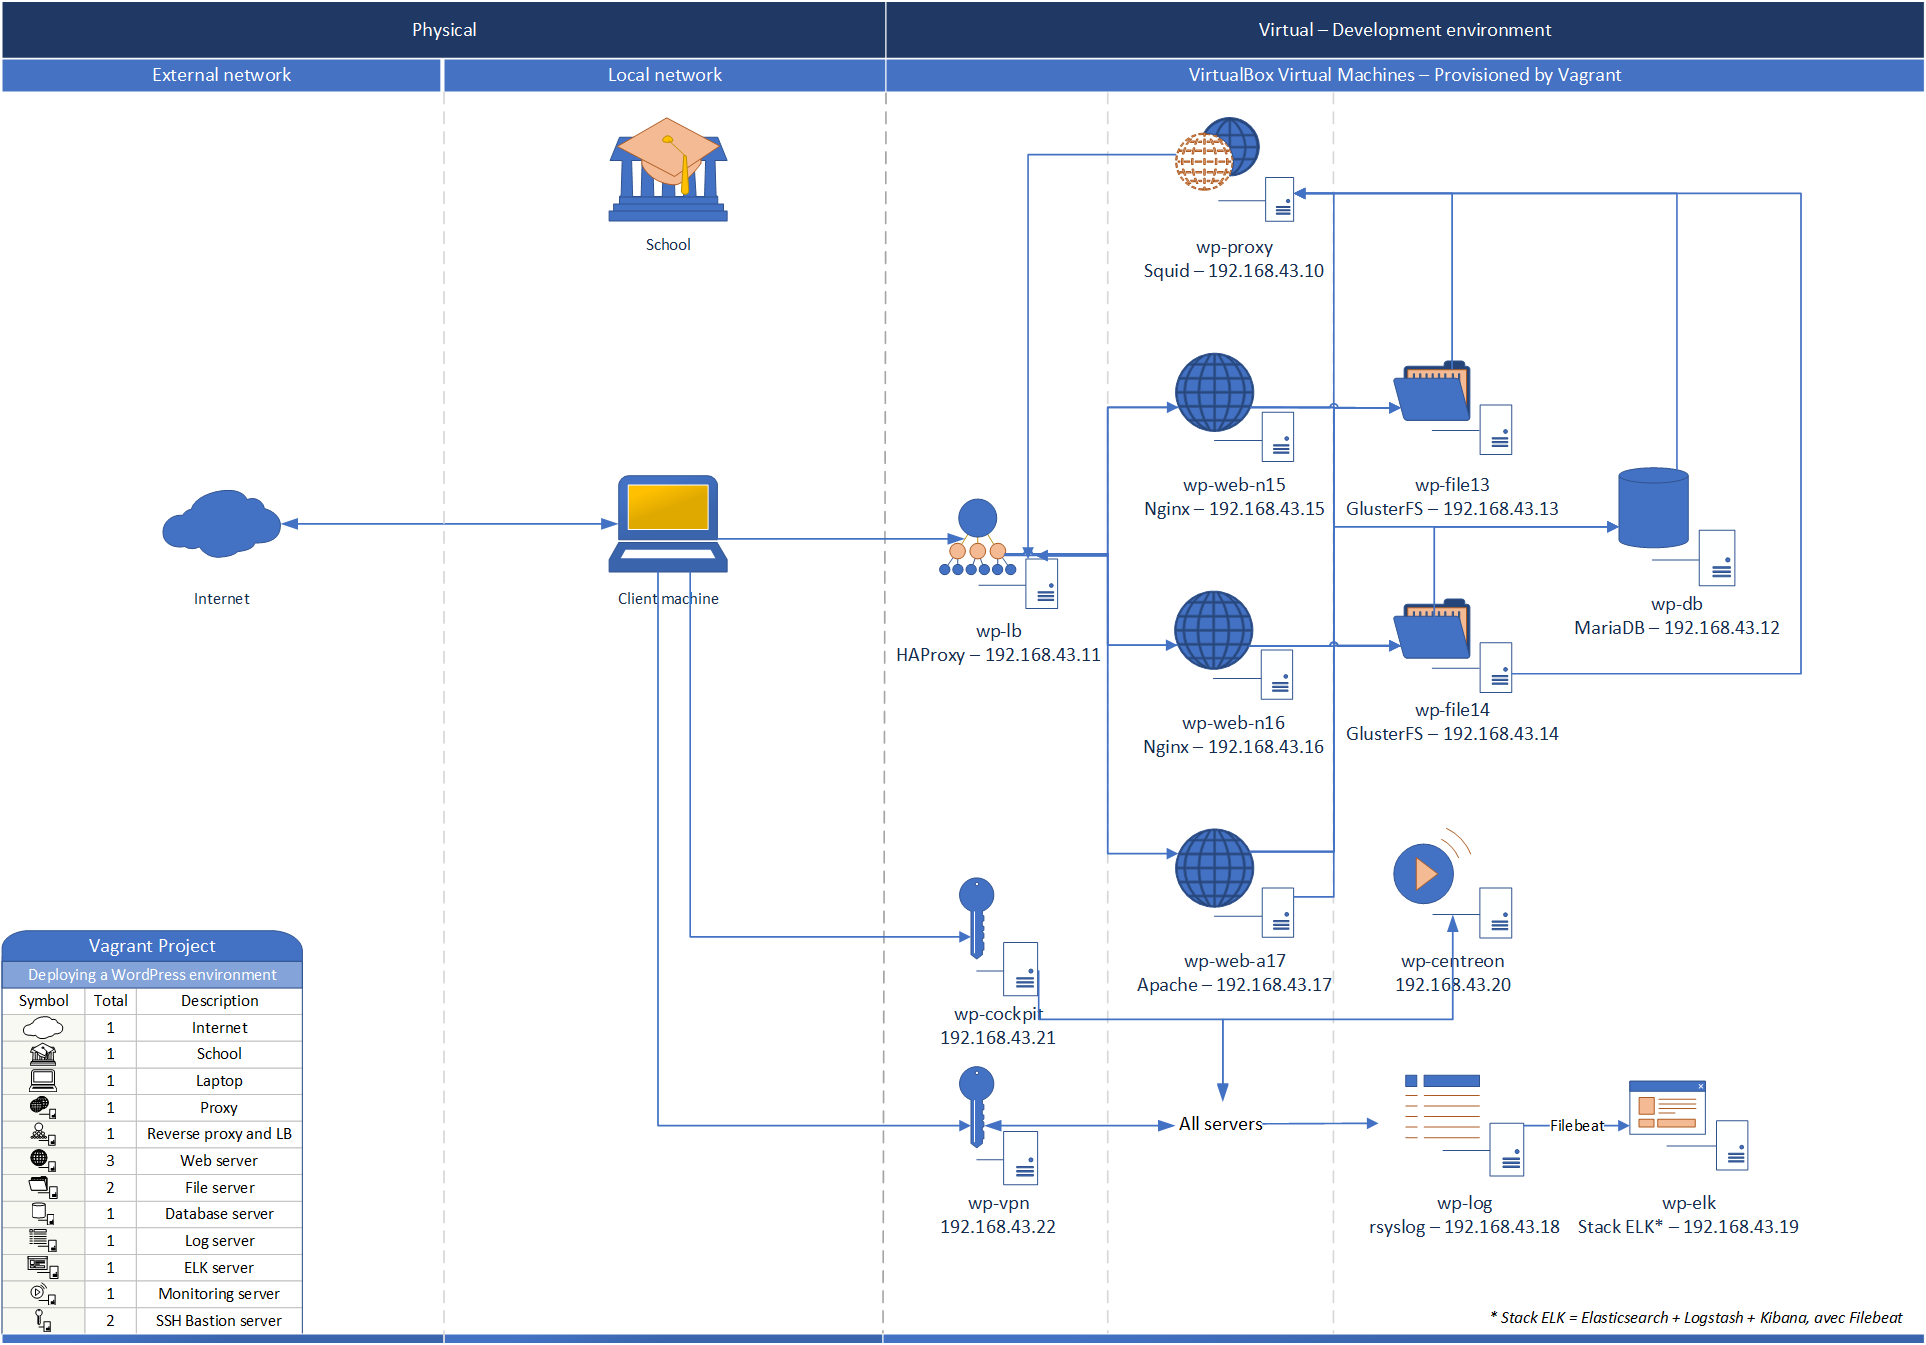 Physical
Virtual – Development environment
External network
Local network
VirtualBox Virtual Machines – Provisioned by Vagrant
School
wp-proxy
Squid – 192.168.43.10
wp-web-n15
Nginx – 192.168.43.15
wp-file13
GlusterFS – 192.168.43.13
Internet
Client machine
wp-lb
HAProxy – 192.168.43.11
wp-db
MariaDB – 192.168.43.12
wp-web-n16
Nginx – 192.168.43.16
wp-file14
GlusterFS – 192.168.43.14
wp-web-a17
Apache – 192.168.43.17
wp-centreon
192.168.43.20
wp-cockpit
192.168.43.21
All servers
Filebeat
wp-vpn
192.168.43.22
wp-log
rsyslog – 192.168.43.18
wp-elk
Stack ELK* – 192.168.43.19
Vagrant Project
Deploying a WordPress environment
Symbol Total Description
1 Internet
1 School
1 Laptop
1 Proxy
1 Reverse proxy and LB
3 Web server
2 File server
1 Database server
1 Log server
1 ELK server
1 Monitoring server
2 SSH Bastion server
* Stack ELK = Elasticsearch + Logstash + Kibana, avec Filebeat